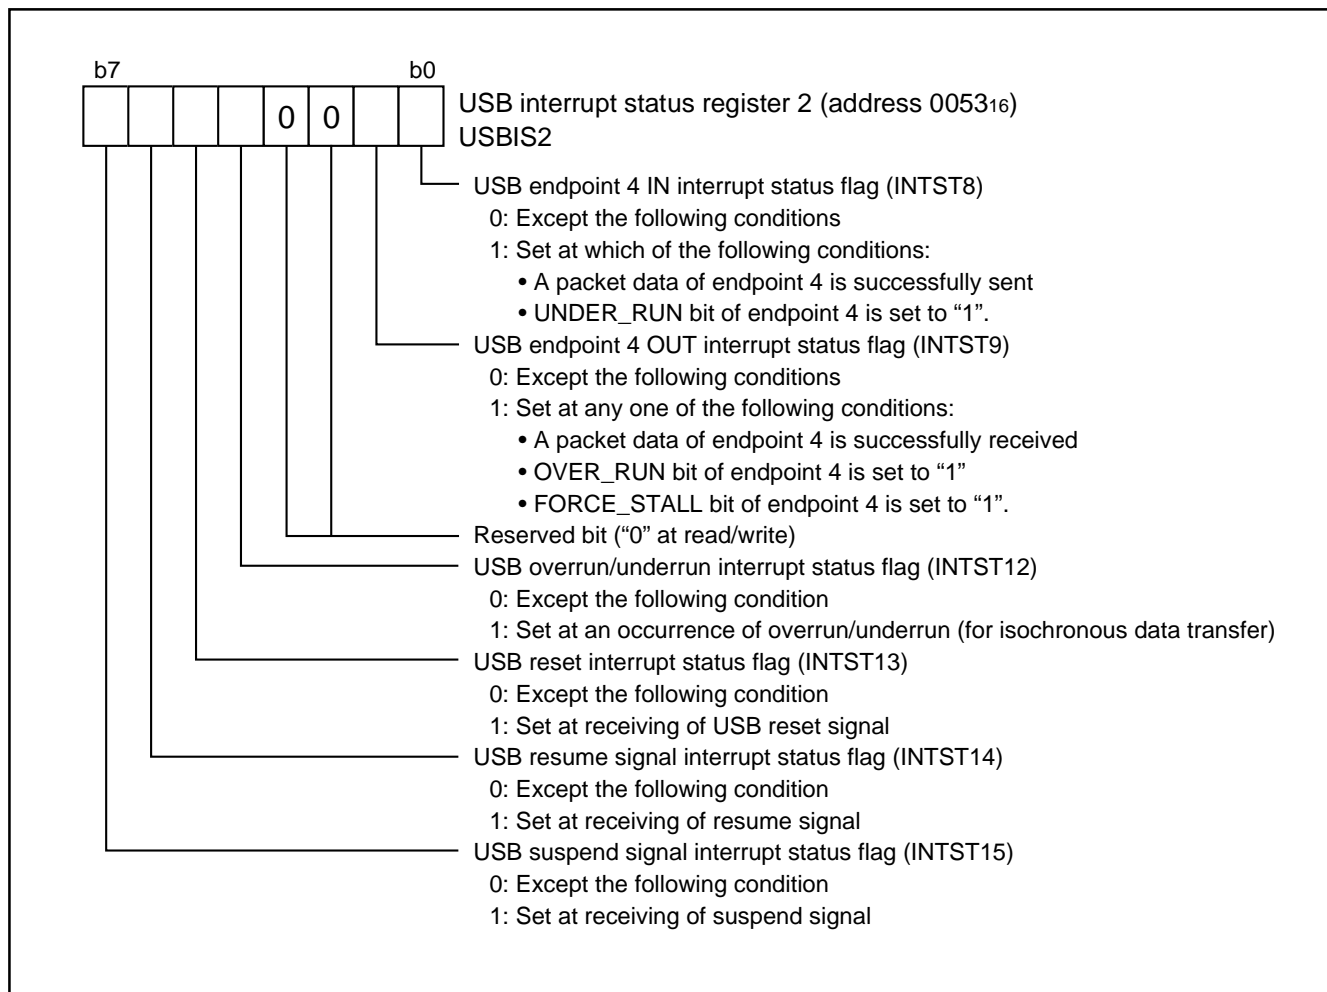 b7 b0
0 0
USB interrupt status register 2 (address 0053₁₆)
USBIS2
USB endpoint 4 IN interrupt status flag (INTST8)
0: Except the following conditions
1: Set at which of the following conditions:
• A packet data of endpoint 4 is successfully sent
• UNDER_RUN bit of endpoint 4 is set to “1”.
USB endpoint 4 OUT interrupt status flag (INTST9)
0: Except the following conditions
1: Set at any one of the following conditions:
• A packet data of endpoint 4 is successfully received
• OVER_RUN bit of endpoint 4 is set to “1”
• FORCE_STALL bit of endpoint 4 is set to “1”.
Reserved bit (“0” at read/write)
USB overrun/underrun interrupt status flag (INTST12)
0: Except the following condition
1: Set at an occurrence of overrun/underrun (for isochronous data transfer)
USB reset interrupt status flag (INTST13)
0: Except the following condition
1: Set at receiving of USB reset signal
USB resume signal interrupt status flag (INTST14)
0: Except the following condition
1: Set at receiving of resume signal
USB suspend signal interrupt status flag (INTST15)
0: Except the following condition
1: Set at receiving of suspend signal